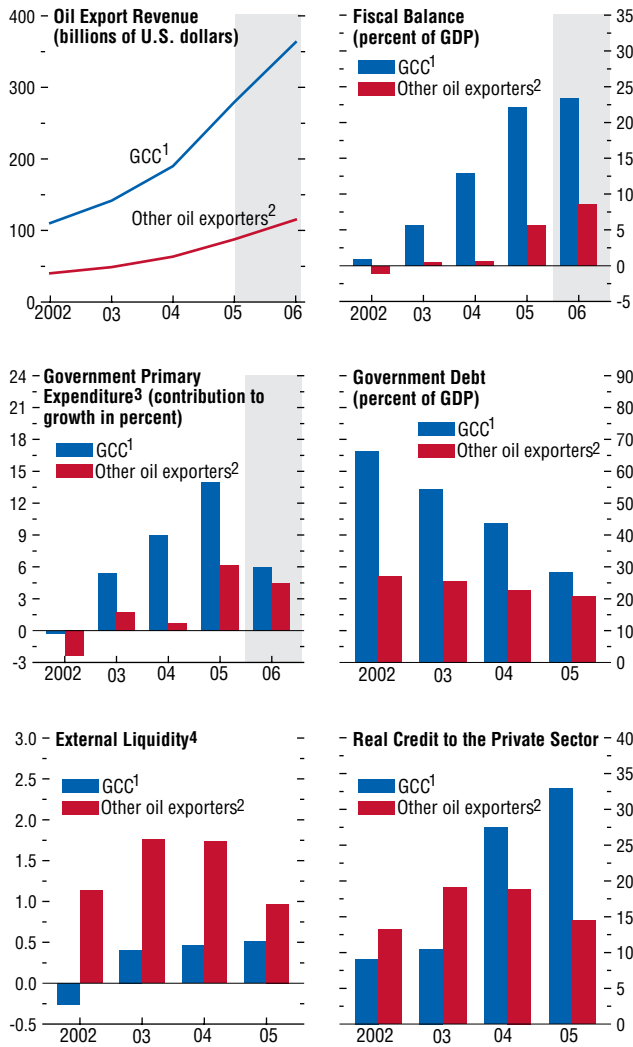 Oil Export Revenue
(billions of U.S. dollars)
400
300
200
100
0
GCC¹
Other oil exporters²
2002 03 04 05 06
Fiscal Balance
(percent of GDP)
GCC¹
Other oil exporters²
35
30
25
20
15
10
5
0
-5
2002 03 04 05 06
Government Primary
Expenditure³ (contribution to
growth in percent)
GCC¹
Other oil exporters²
24
21
18
15
12
9
6
3
0
-3
2002 03 04 05 06
Government Debt
(percent of GDP)
GCC¹
Other oil exporters²
90
80
70
60
50
40
30
20
10
0
2002 03 04 05
External Liquidity⁴
GCC¹
Other oil exporters²
3.0
2.5
2.0
1.5
1.0
0.5
0.0
-0.5
2002 03 04 05
Real Credit to the Private Sector
GCC¹
Other oil exporters²
40
35
30
25
20
15
10
5
0
2002 03 04 05